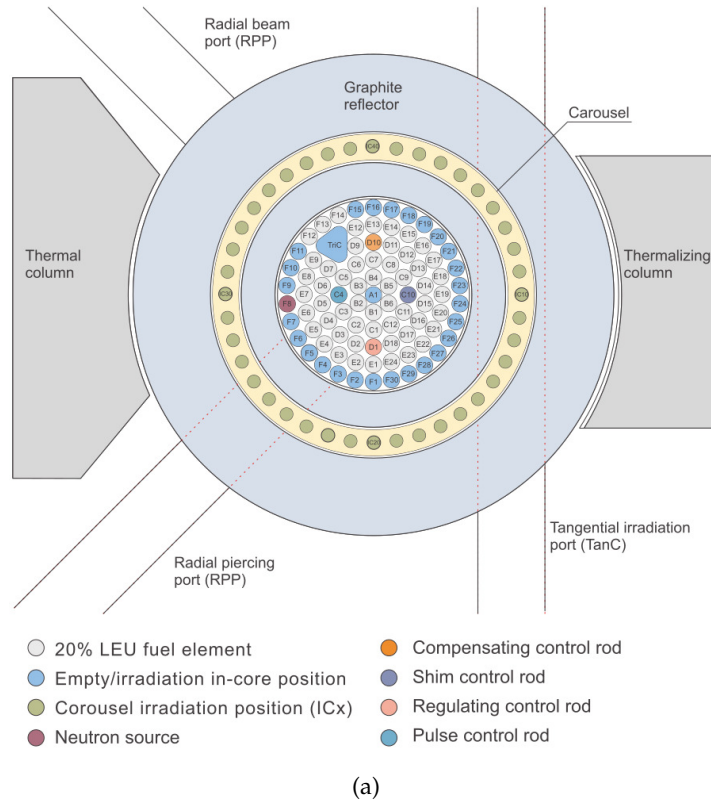 Radial beam
port (RPP)
Graphite
reflector
Carousel
IC40
F15 F16 F17
F14 F18
F13 E13 F19
F12 E12 E14
E15 F20
TriC D9 D10 D11 E16
F11 D12 F21
E9 C7 E17
F10 D7 C6 C8 D13 F22
E8 B4 C9 E18
F9 D6 B3 B5 D14 F23
Thermal
column
Thermalizing
column
IC30 E7 C4 A1 C10 E19 IC10
F8 D5 B2 B6 D15 F24
E6 B1 C11 E20
F7 D4 C3 C12 D16 F25
E5 C2 C1 E21
F6 D3 D17 F26
E4 D2 D1 D18 E22
F5 E3 E23 F27
F4 E2 E1 E24 F28
F3 F2 F1 F30 F29
IC20
Radial piercing
port (RPP)
Tangential irradiation
port (TanC)
20% LEU fuel element
Empty/irradiation in-core position
Corousel irradiation position (ICx)
Neutron source
Compensating control rod
Shim control rod
Regulating control rod
Pulse control rod
(a)